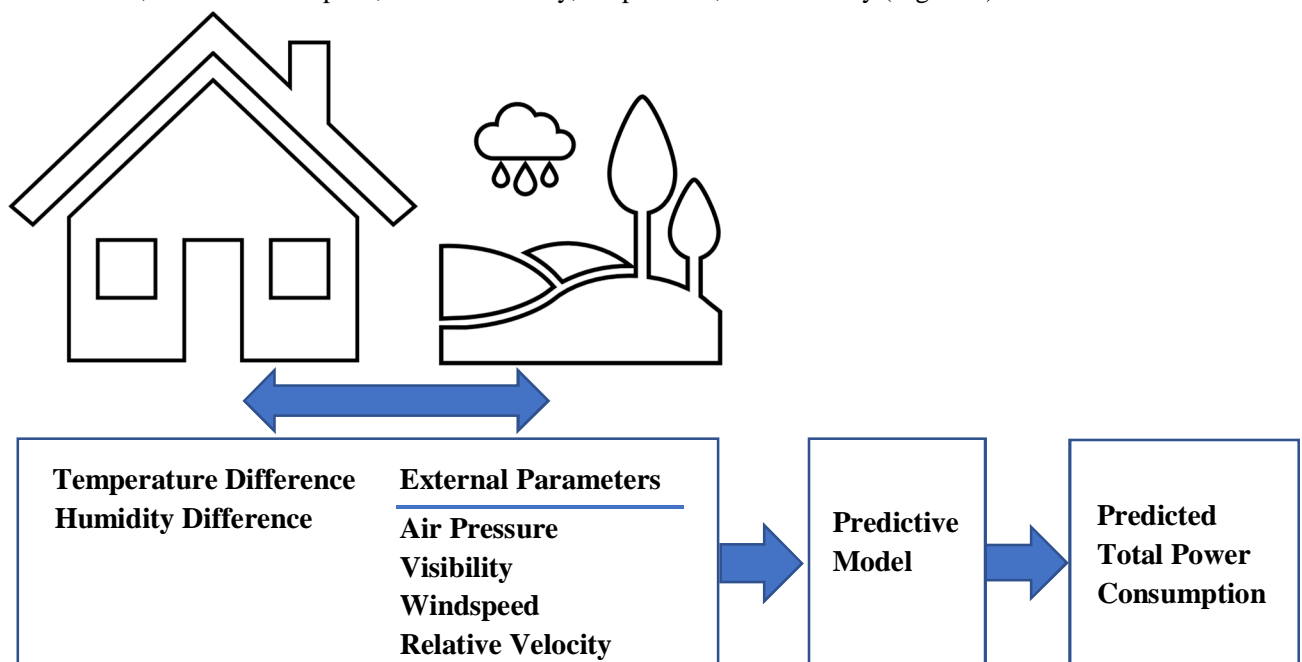 Temperature Difference
Humidity Difference
External Parameters
Air Pressure
Visibility
Windspeed
Relative Velocity
Predictive
Model
Predicted
Total Power
Consumption